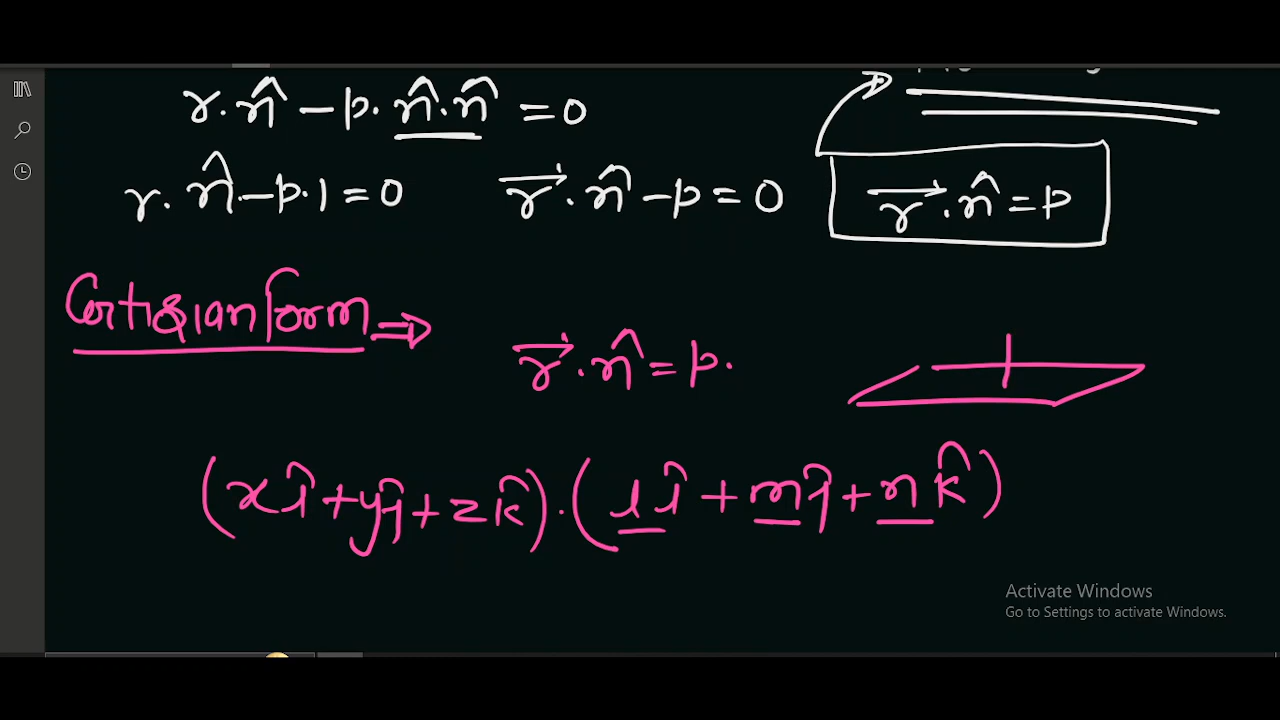 r. n̂ – p. n̂. n̂ = 0
r. n̂ – p. 1 = 0 r⃗ . n̂ – p = 0 r⃗ . n̂ = p
Cartisian form ⇒
r⃗ . n̂ = p.
(xî + yĵ + zk̂) . (lî + mĵ + nk̂)
Activate Windows
Go to Settings to activate Windows.